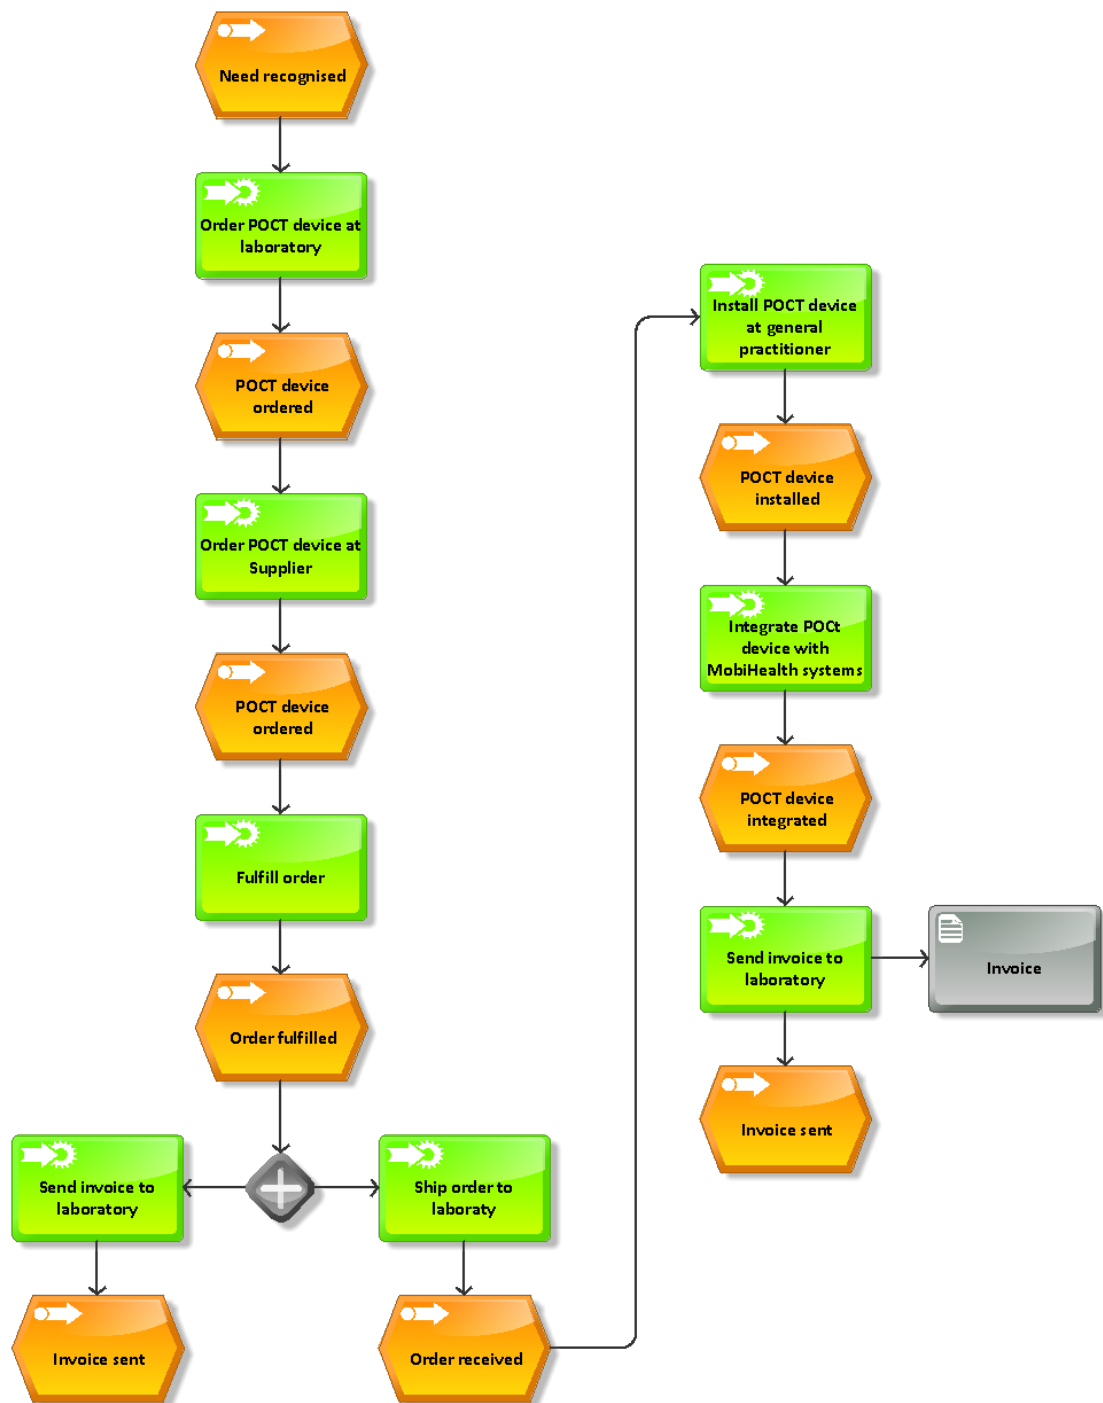 Need recognised
Order POCT device at
laboratory
POCT device
ordered
Order POCT device at
Supplier
POCT device
ordered
Fulfill order
Order fulfilled
Send invoice to
laboratory
Ship order to
laboraty
Invoice sent
Order received
Install POCT device
at general
practitioner
POCT device
installed
Integrate POCt
device with
MobiHealth systems
POCT device
integrated
Send invoice to
laboratory
Invoice
Invoice sent